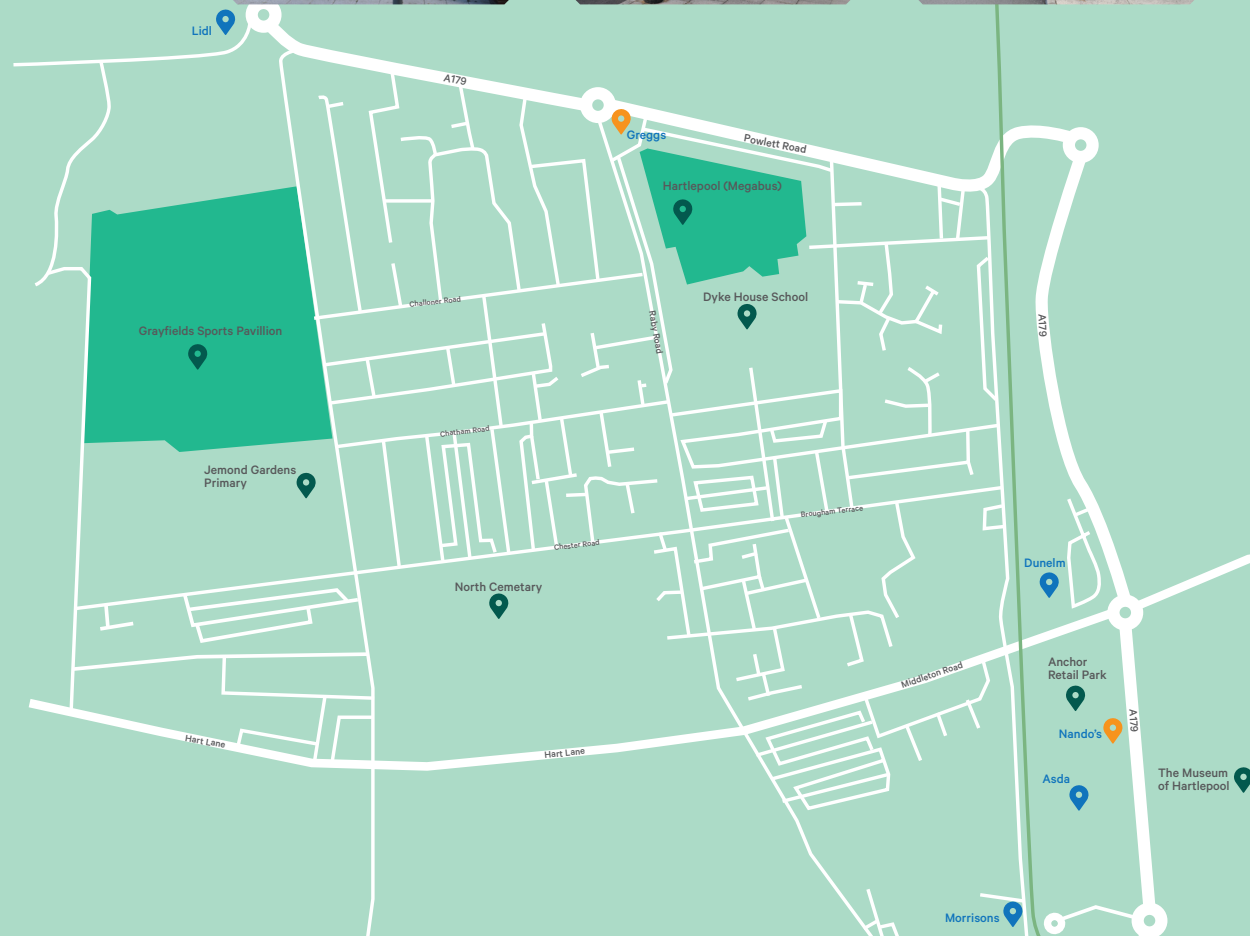 Lidl
A179
Greggs
Powlett Road
Hartlepool (Megabus)
Dyke House School
Challoner Road
Raby Road
A179
Grayfields Sports Pavillion
Chatham Road
Jemond Gardens
Primary
Brougham Terrace
Chester Road
Dunelm
North Cemetary
Middleton Road
Anchor
Retail Park
A179
Nando's
Hart Lane
Hart Lane
Asda
The Museum
of Hartlepool
Morrisons